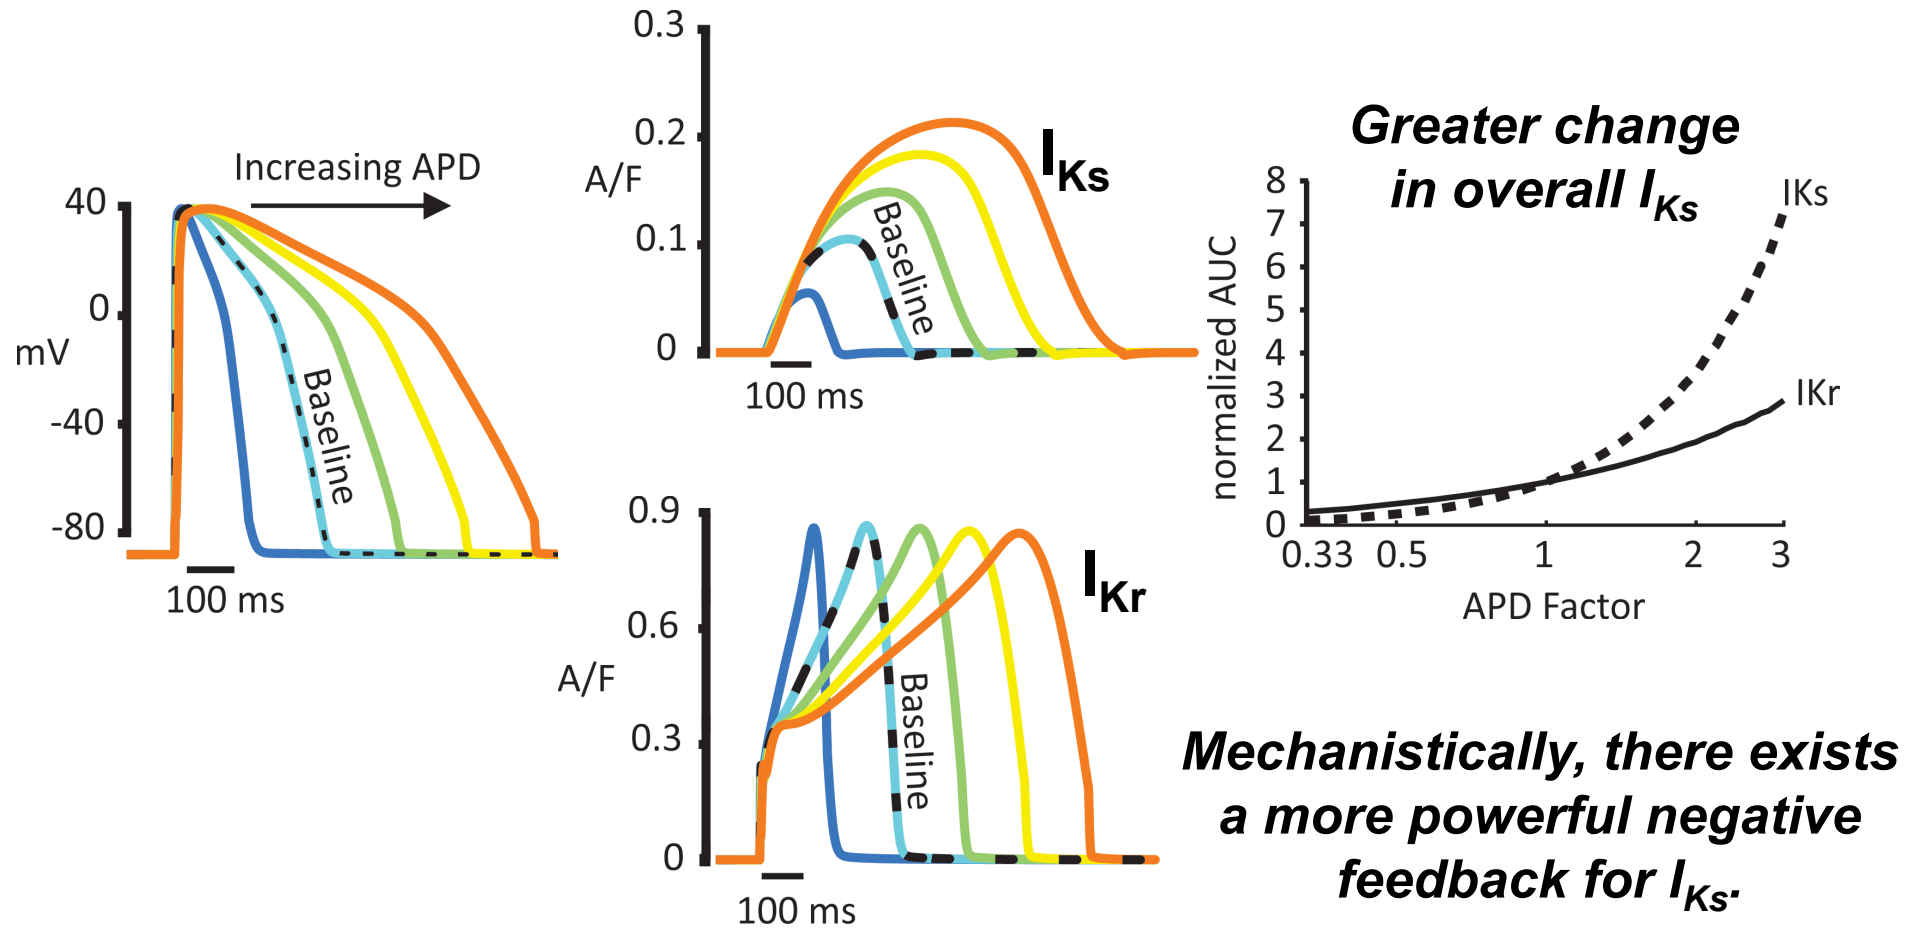 Increasing APD
40
0
-40
-80
mV
Baseline
100 ms
0.3
0.2
0.1
0
A/F
IKs
Baseline
100 ms
0.9
0.6
0.3
0
A/F
IKr
Baseline
100 ms
Greater change
in overall IKs
8
7
6
5
4
3
2
1
0
normalized AUC
IKs
IKr
0.33 0.5 1 2 3
APD Factor
Mechanistically, there exists
a more powerful negative
feedback for IKs.